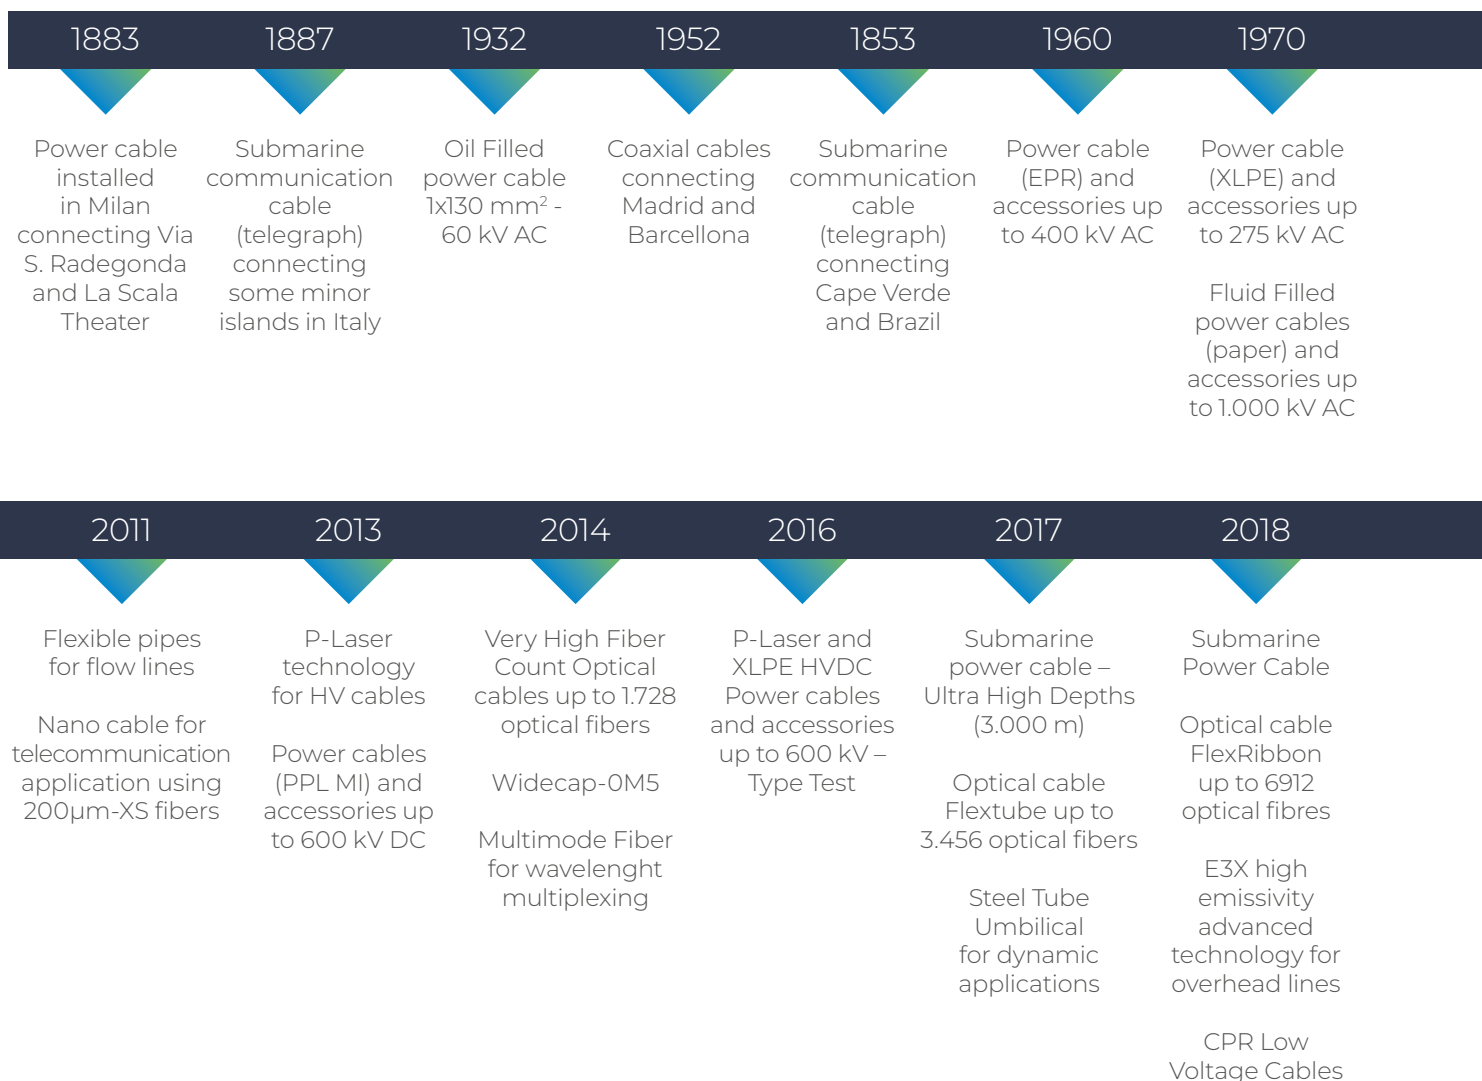 1883
Power cable
installed
in Milan
connecting Via
S. Radegonda
and La Scala
Theater
1887
Submarine
communication
cable
(telegraph)
connecting
some minor
islands in Italy
1932
Oil Filled
power cable
1x130 mm² -
60 kV AC
1952
Coaxial cables
connecting
Madrid and
Barcellona
1853
Submarine
communication
cable
(telegraph)
connecting
Cape Verde
and Brazil
1960
Power cable
(EPR) and
accessories up
to 400 kV AC
1970
Power cable
(XLPE) and
accessories up
to 275 kV AC
Fluid Filled
power cables
(paper) and
accessories up
to 1.000 kV AC
2011
Flexible pipes
for flow lines
Nano cable for
telecommunication
application using
200µm-XS fibers
2013
P-Laser
technology
for HV cables
Power cables
(PPL MI) and
accessories up
to 600 kV DC
2014
Very High Fiber
Count Optical
cables up to 1.728
optical fibers
Widecap-0M5
Multimode Fiber
for wavelenght
multiplexing
2016
P-Laser and
XLPE HVDC
Power cables
and accessories
up to 600 kV –
Type Test
2017
Submarine
power cable –
Ultra High Depths
(3.000 m)
Optical cable
Flextube up to
3.456 optical fibers
Steel Tube
Umbilical
for dynamic
applications
2018
Submarine
Power Cable
Optical cable
FlexRibbon
up to 6912
optical fibres
E3X high
emissivity
advanced
technology for
overhead lines
CPR Low
Voltage Cables